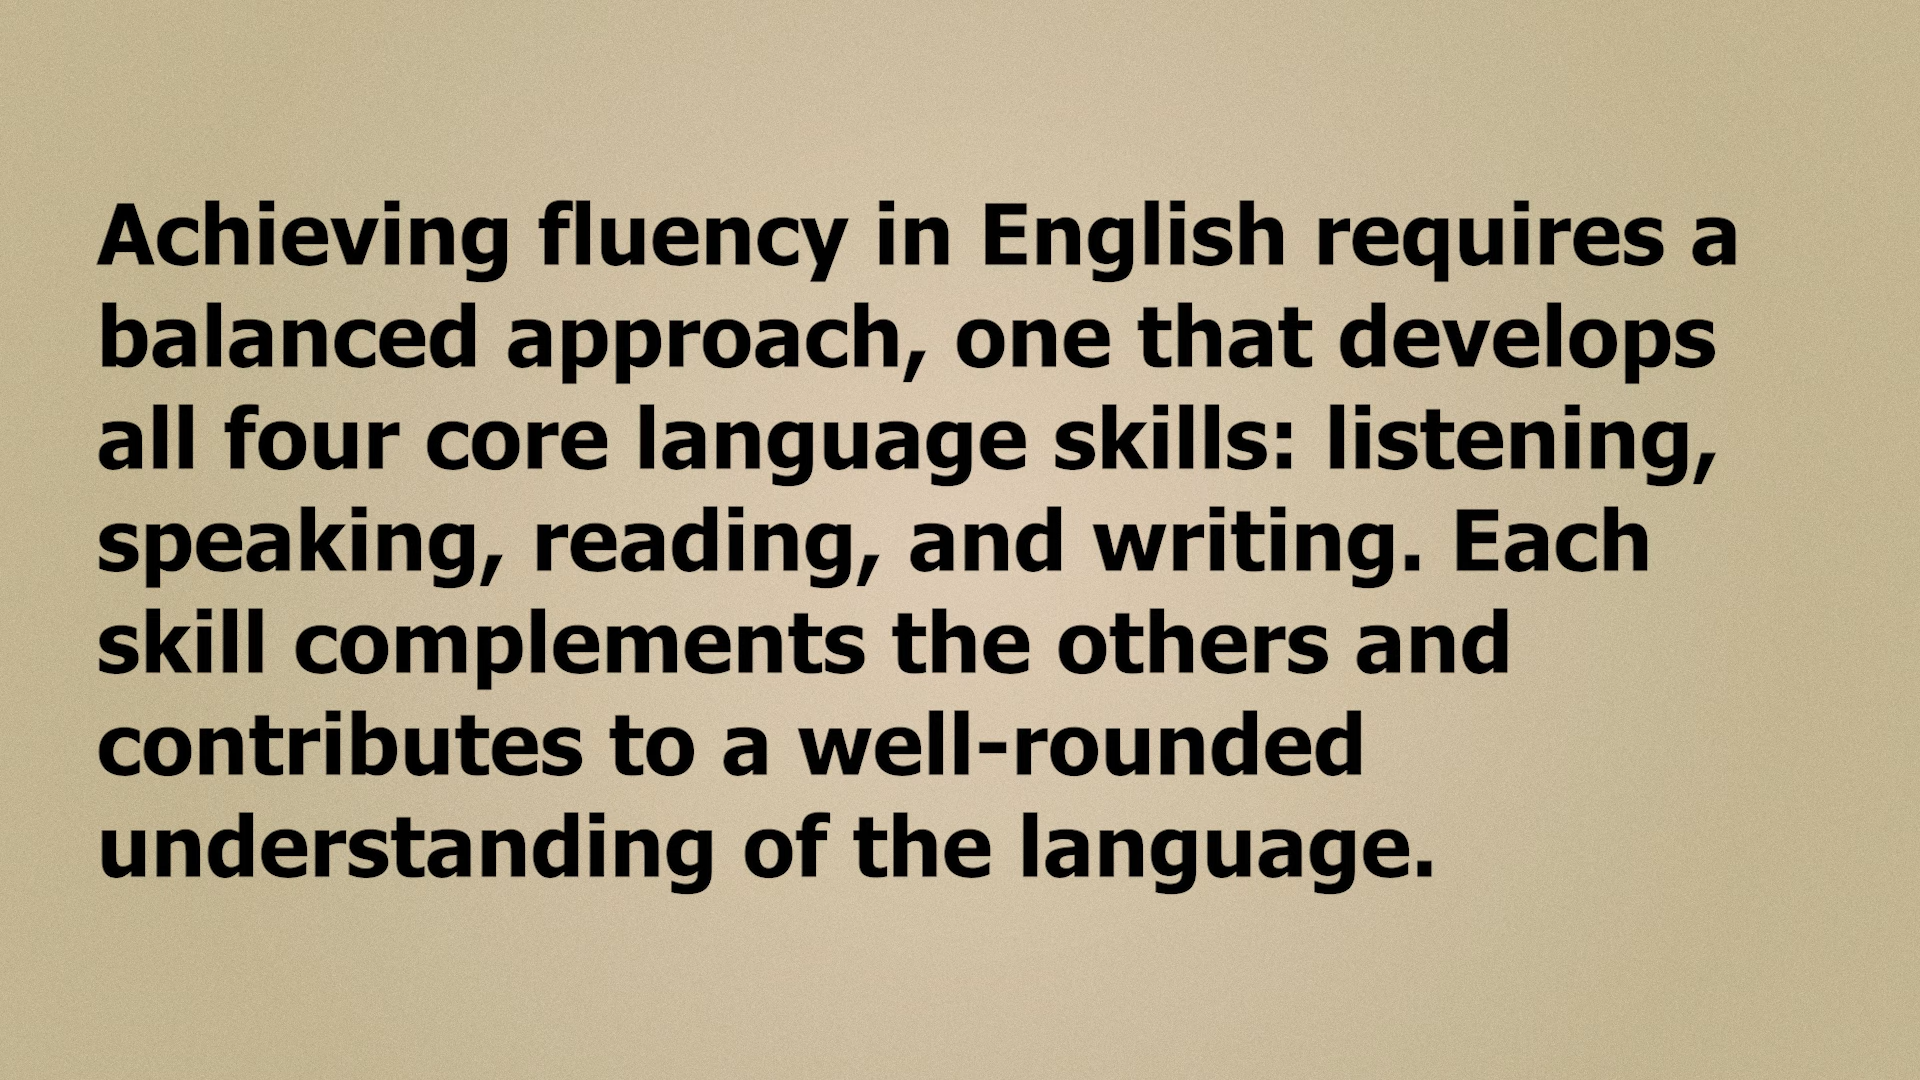 Achieving fluency in English requires a
balanced approach, one that develops
all four core language skills: listening,
speaking, reading, and writing. Each
skill complements the others and
contributes to a well-rounded
understanding of the language.